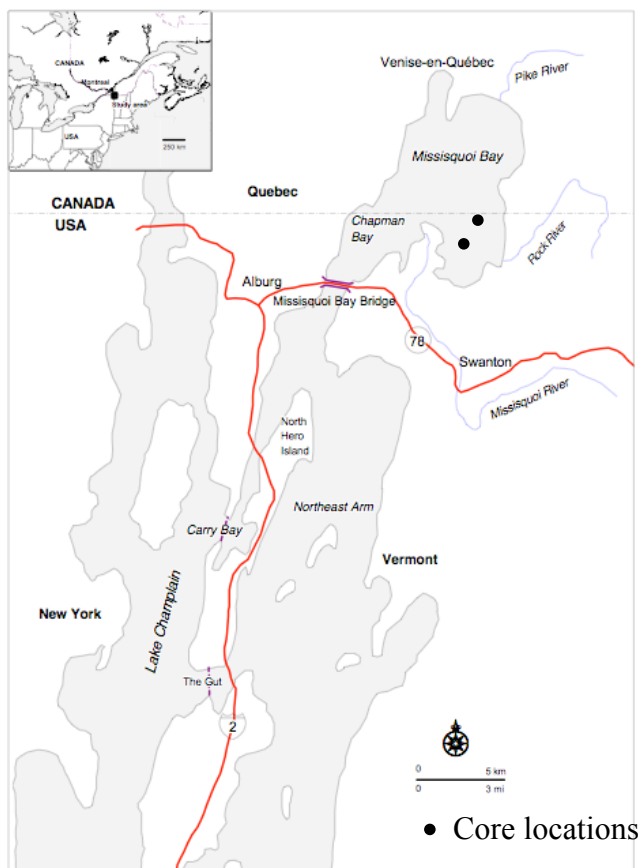 CANADA
Montreal
Study area
USA
250 km
Venise-en-Québec
Pike River
Missisquoi Bay
Quebec
CANADA
USA
Chapman
Bay
Rock River
Alburg
Missisquoi Bay Bridge
78
Swanton
Missisquoi River
North
Hero
Island
Northeast Arm
Carry Bay
Vermont
New York
Lake Champlain
The Gut
2
0 5 km
0 3 mi
Core locations